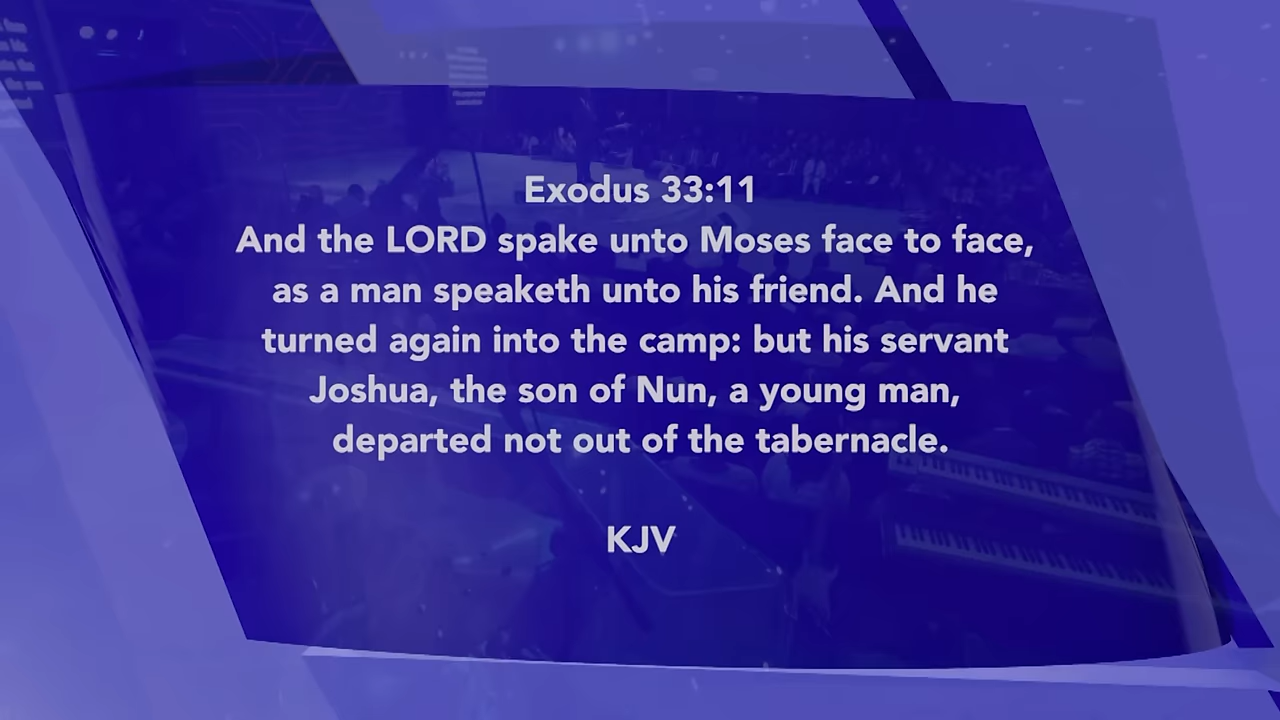 Exodus 33:11
And the LORD spake unto Moses face to face,
as a man speaketh unto his friend. And he
turned again into the camp: but his servant
Joshua, the son of Nun, a young man,
departed not out of the tabernacle.
KJV